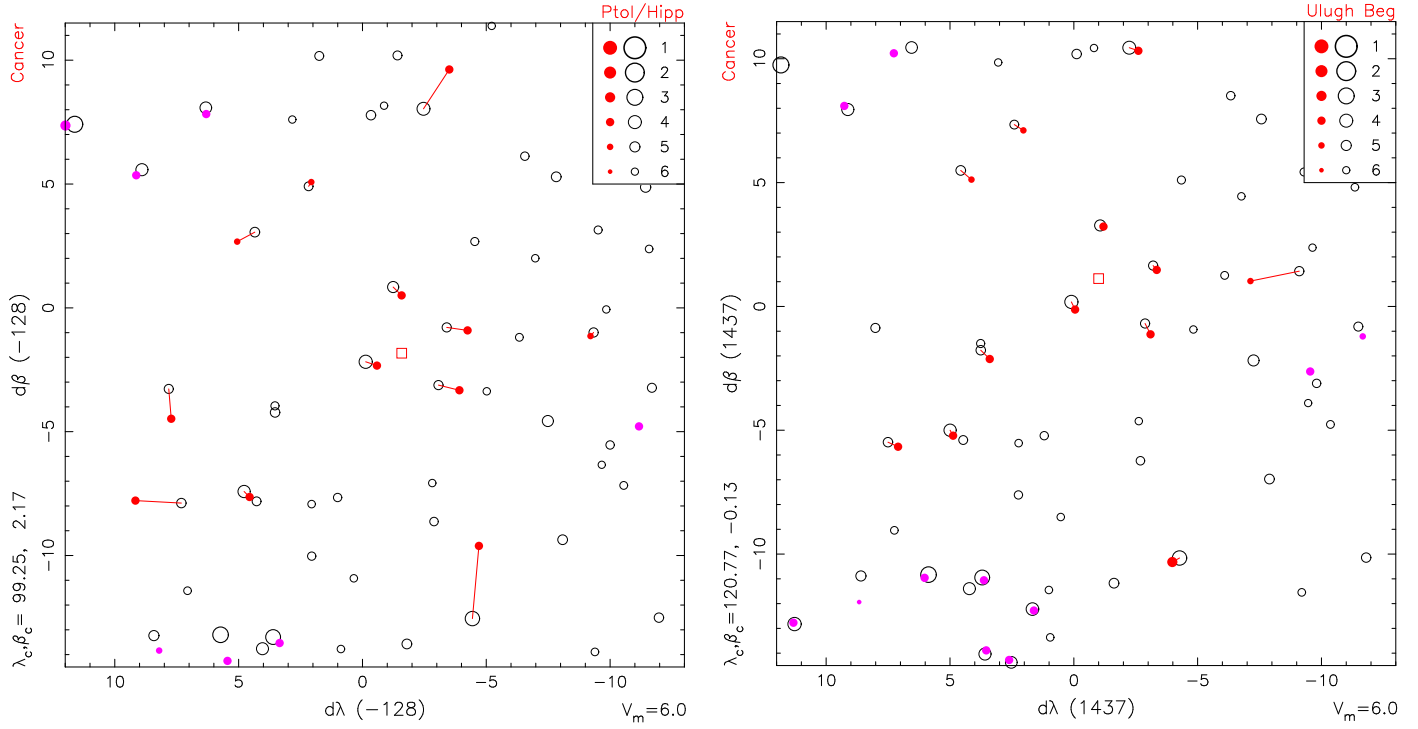 Cancer
Ptol/Hipp
1
2
3
4
5
6
10
5
0
−5
−10
dβ (−128)
λc,βc= 99.25, 2.17
10
5
0
−5
−10
dλ (−128)
Vm=6.0
Cancer
Ulugh Beg
1
2
3
4
5
6
10
5
0
−5
−10
dβ (1437)
λc,βc=120.77, −0.13
10
5
0
−5
−10
dλ (1437)
Vm=6.0